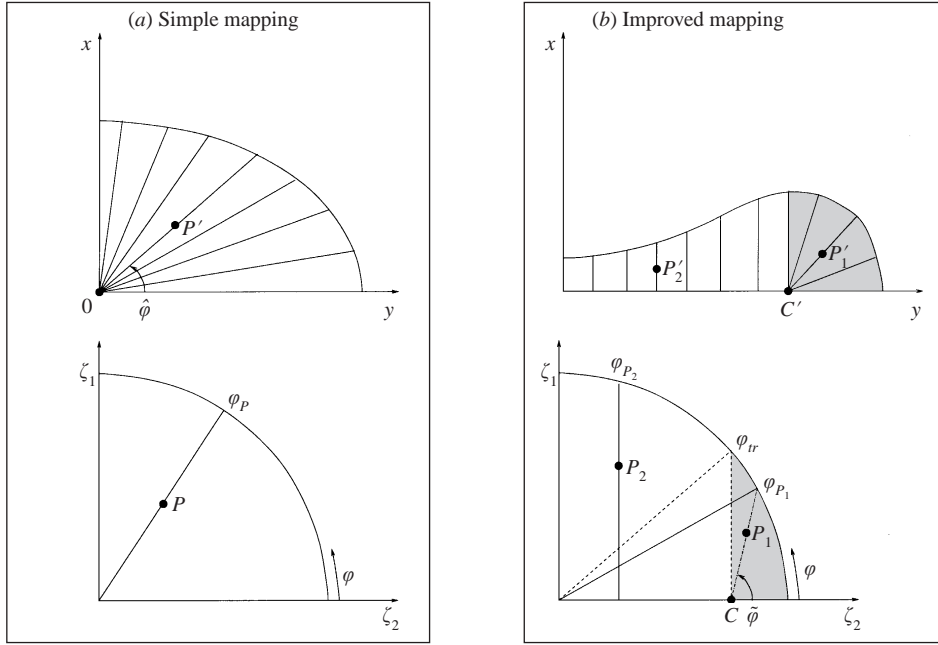 (a) Simple mapping
x
P′
0
φ̂
y
ζ1
φP
P
φ
ζ2
(b) Improved mapping
x
P′2
P′1
C′
y
ζ1
φP2
φtr
P2
φP1
P1
φ
C
φ̃
ζ2